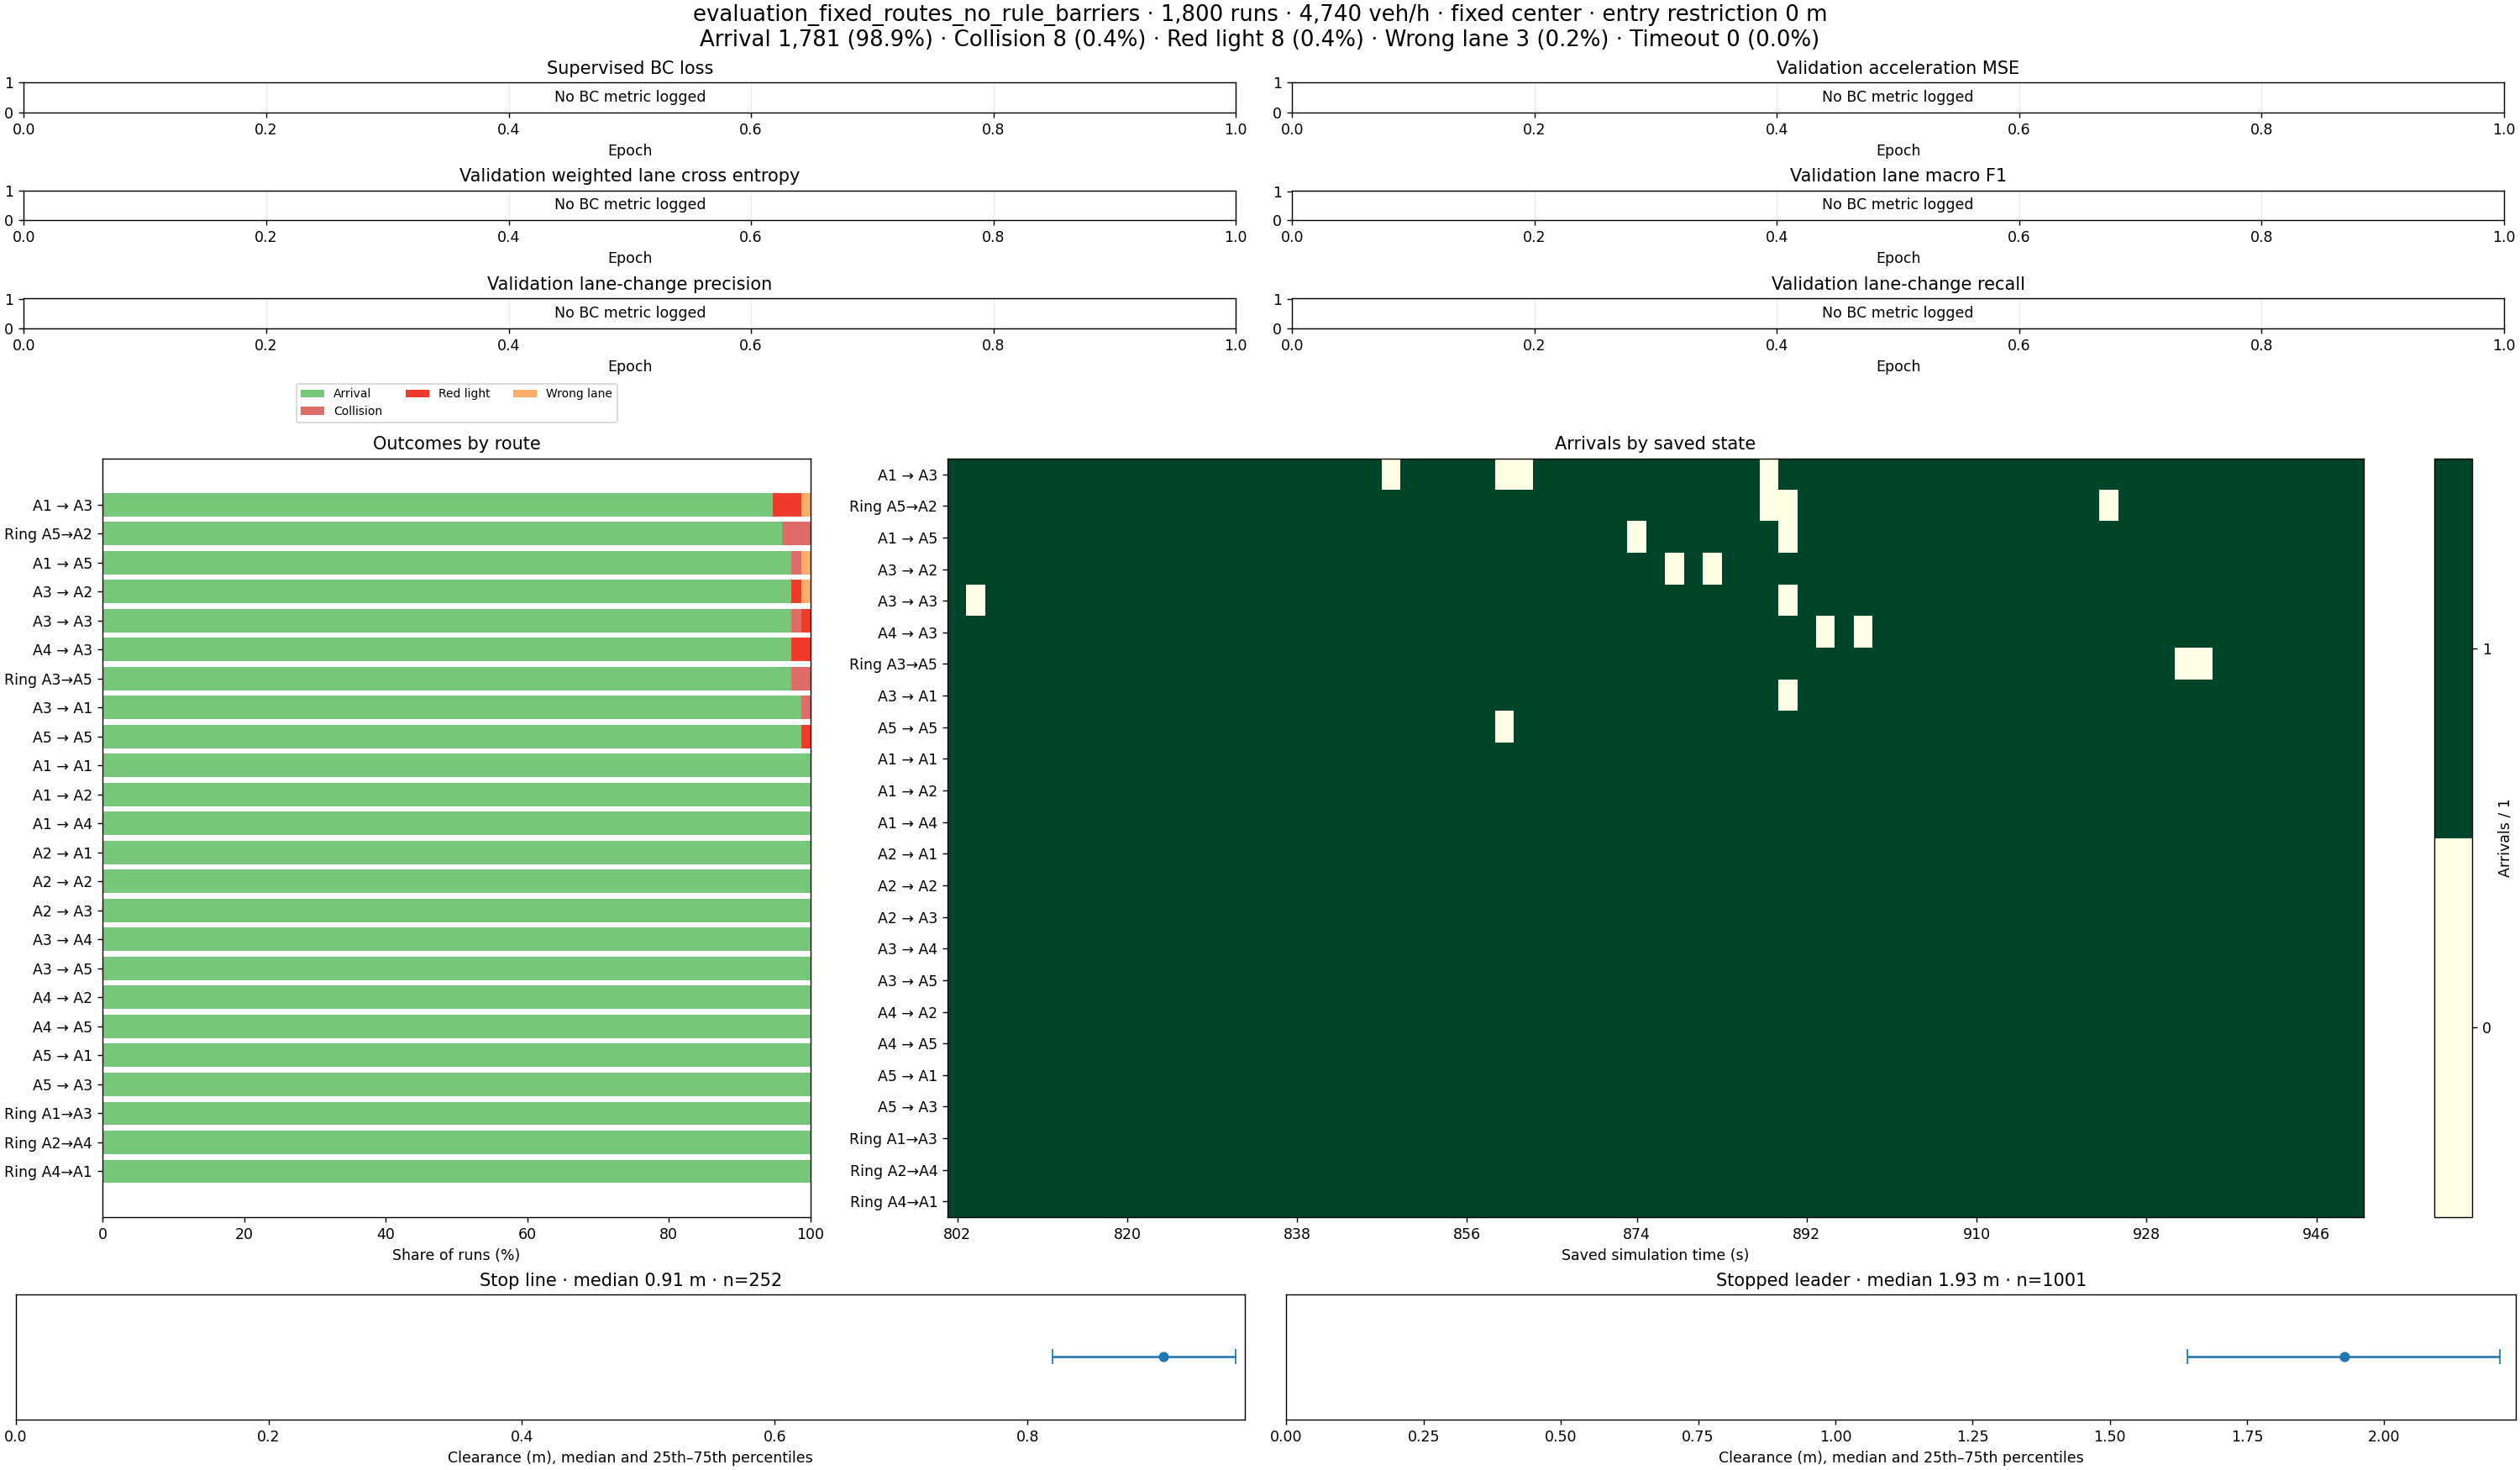 evaluation_fixed_routes_no_rule_barriers · 1,800 runs · 4,740 veh/h · fixed center · entry restriction 0 m
Arrival 1,781 (98.9%) · Collision 8 (0.4%) · Red light 8 (0.4%) · Wrong lane 3 (0.2%) · Timeout 0 (0.0%)
Supervised BC loss
1
0
No BC metric logged
0.0 0.2 0.4 0.6 0.8 1.0
Epoch
Validation acceleration MSE
1
0
No BC metric logged
0.0 0.2 0.4 0.6 0.8 1.0
Epoch
Validation weighted lane cross entropy
1
0
No BC metric logged
0.0 0.2 0.4 0.6 0.8 1.0
Epoch
Validation lane macro F1
1
0
No BC metric logged
0.0 0.2 0.4 0.6 0.8 1.0
Epoch
Validation lane-change precision
1
0
No BC metric logged
0.0 0.2 0.4 0.6 0.8 1.0
Epoch
Validation lane-change recall
1
0
No BC metric logged
0.0 0.2 0.4 0.6 0.8 1.0
Epoch
Arrival Red light Wrong lane
Collision
Outcomes by route
A1 → A3
Ring A5→A2
A1 → A5
A3 → A2
A3 → A3
A4 → A3
Ring A3→A5
A3 → A1
A5 → A5
A1 → A1
A1 → A2
A1 → A4
A2 → A1
A2 → A2
A2 → A3
A3 → A4
A3 → A5
A4 → A2
A4 → A5
A5 → A1
A5 → A3
Ring A1→A3
Ring A2→A4
Ring A4→A1
0 20 40 60 80 100
Share of runs (%)
Arrivals by saved state
A1 → A3
Ring A5→A2
A1 → A5
A3 → A2
A3 → A3
A4 → A3
Ring A3→A5
A3 → A1
A5 → A5
A1 → A1
A1 → A2
A1 → A4
A2 → A1
A2 → A2
A2 → A3
A3 → A4
A3 → A5
A4 → A2
A4 → A5
A5 → A1
A5 → A3
Ring A1→A3
Ring A2→A4
Ring A4→A1
802 820 838 856 874 892 910 928 946
Saved simulation time (s)
1
0
Arrivals / 1
Stop line · median 0.91 m · n=252
0.0 0.2 0.4 0.6 0.8
Clearance (m), median and 25th–75th percentiles
Stopped leader · median 1.93 m · n=1001
0.00 0.25 0.50 0.75 1.00 1.25 1.50 1.75 2.00
Clearance (m), median and 25th–75th percentiles